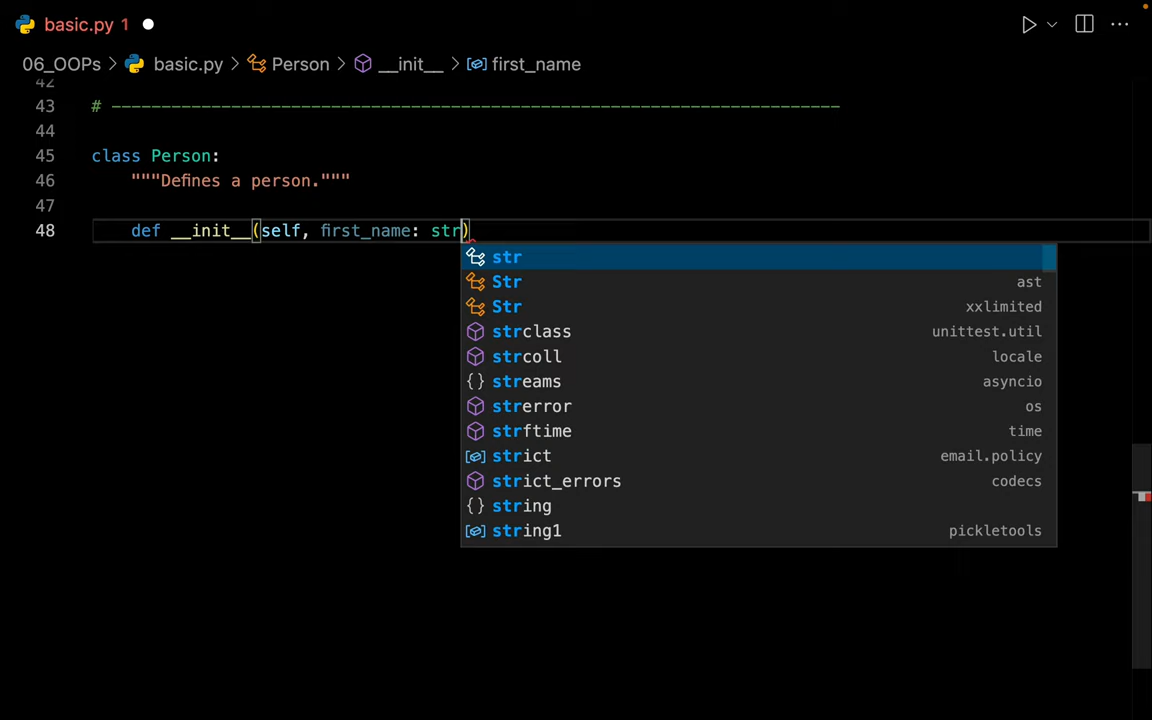 basic.py 1
06_OOPs > basic.py > Person > __init__ > first_name
42
43 # -------------------------------------------------------------------------
44
45 class Person:
46 """Defines a person."""
47
48 def __init__(self, first_name: str)
str
Str ast
Str xxlimited
strclass unittest.util
strcoll locale
streams asyncio
strerror os
strftime time
strict email.policy
strict_errors codecs
string
string1 pickletools